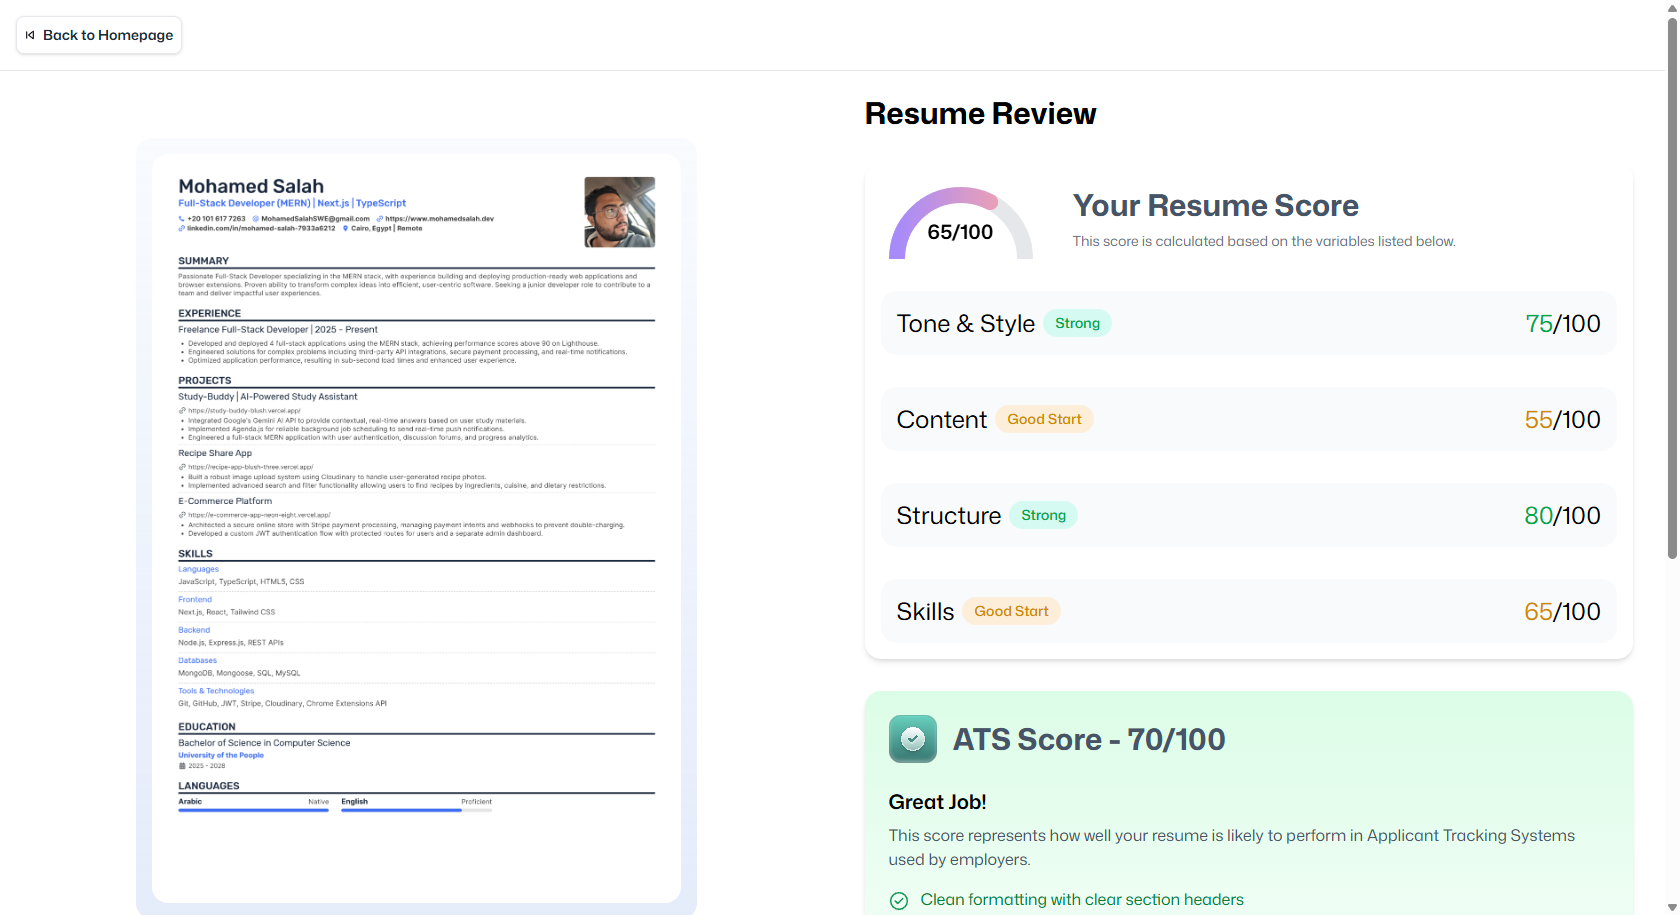 Back to Homepage
Mohamed Salah
Full-Stack Developer (MERN) | Next.js | TypeScript
+20 101 617 7263 MohamedSalahSWE@gmail.com https://www.mohamedsalah.dev
linkedin.com/in/mohamed-salah-7933a6212 Cairo, Egypt | Remote
SUMMARY
Passionate Full-Stack Developer specializing in the MERN stack, with experience building and deploying production-ready web applications and
browser extensions. Proven ability to transform complex ideas into efficient, user-centric software. Seeking a junior developer role to contribute to a
team and deliver impactful user experiences.
EXPERIENCE
Freelance Full-Stack Developer | 2025 - Present
• Developed and deployed 4 full-stack applications using the MERN stack, achieving performance scores above 90 on Lighthouse.
• Engineered solutions for complex problems including third-party API integrations, secure payment processing, and real-time notifications.
• Optimized application performance, resulting in sub-second load times and enhanced user experience.
PROJECTS
Study-Buddy | AI-Powered Study Assistant
https://study-buddy-blush.vercel.app/
• Integrated Google's Gemini AI API to provide contextual, real-time answers based on user study materials.
• Implemented Agenda.js for reliable background job scheduling to send real-time push notifications.
• Engineered a full-stack MERN application with user authentication, discussion forums, and progress analytics.
Recipe Share App
https://recipe-app-blush-three.vercel.app/
• Built a robust image upload system using Cloudinary to handle user-generated recipe photos.
• Implemented advanced search and filter functionality allowing users to find recipes by ingredients, cuisine, and dietary restrictions.
E-Commerce Platform
https://e-commerce-app-neon-eight.vercel.app/
• Architected a secure online store with Stripe payment processing, managing payment intents and webhooks to prevent double-charging.
• Developed a custom JWT authentication flow with protected routes for users and a separate admin dashboard.
SKILLS
Languages
JavaScript, TypeScript, HTML5, CSS
Frontend
Next.js, React, Tailwind CSS
Backend
Node.js, Express.js, REST APIs
Databases
MongoDB, Mongoose, SQL, MySQL
Tools & Technologies
Git, GitHub, JWT, Stripe, Cloudinary, Chrome Extensions API
EDUCATION
Bachelor of Science in Computer Science
University of the People
2025 - 2028
LANGUAGES
Arabic Native English Proficient
Resume Review
65/100
Your Resume Score
This score is calculated based on the variables listed below.
Tone & Style Strong 75/100
Content Good Start 55/100
Structure Strong 80/100
Skills Good Start 65/100
ATS Score - 70/100
Great Job!
This score represents how well your resume is likely to perform in Applicant Tracking Systems
used by employers.
Clean formatting with clear section headers